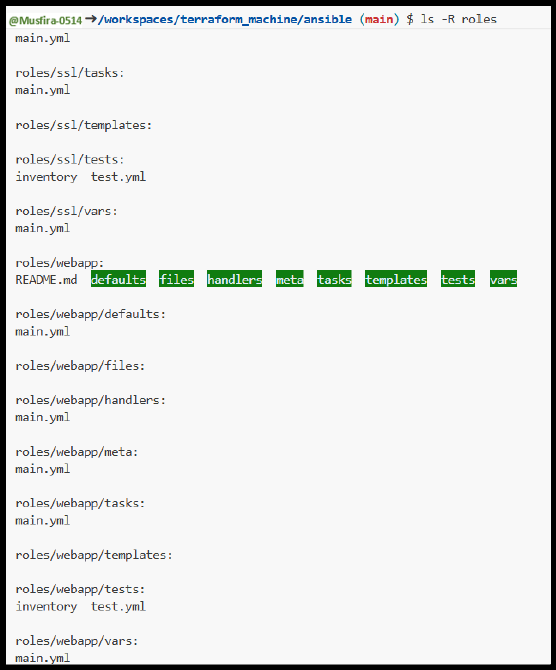 @Musfira-0514 ➜/workspaces/terraform_machine/ansible (main) $ ls -R roles
main.yml
roles/ssl/tasks:
main.yml
roles/ssl/templates:
roles/ssl/tests:
inventory  test.yml
roles/ssl/vars:
main.yml
roles/webapp:
README.md  defaults  files  handlers  meta  tasks  templates  tests  vars
roles/webapp/defaults:
main.yml
roles/webapp/files:
roles/webapp/handlers:
main.yml
roles/webapp/meta:
main.yml
roles/webapp/tasks:
main.yml
roles/webapp/templates:
roles/webapp/tests:
inventory  test.yml
roles/webapp/vars:
main.yml